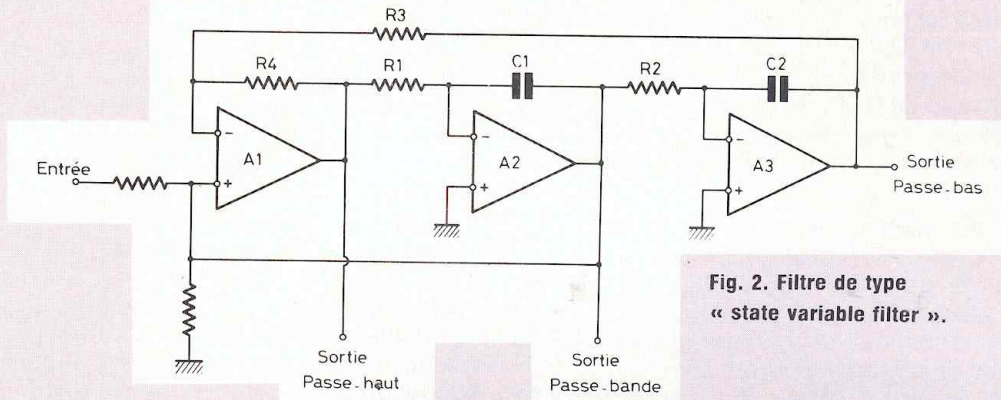 R3
R4
R1
C1
R2
C2
Entrée
−
+
A1
−
+
A2
−
+
A3
Sortie
Passe-bas
Sortie
Passe-haut
Sortie
Passe-bande
Fig. 2. Filtre de type
« state variable filter ».